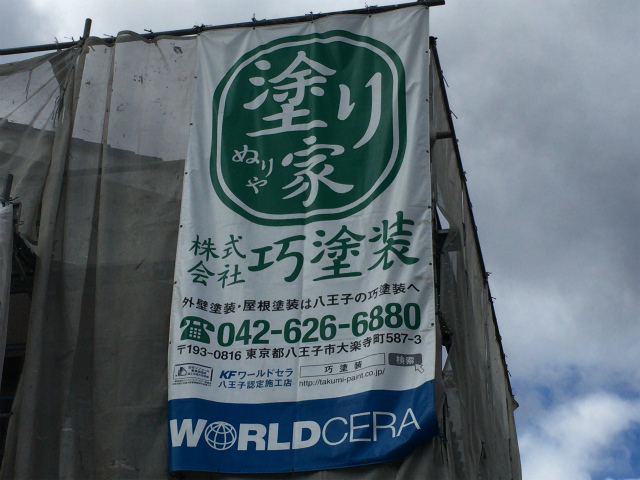 塗り家
ぬりや
株式会社 巧塗装
外壁塗装・屋根塗装は八王子の巧塗装へ
☎042-626-6880
〒193-0816 東京都八王子市大楽寺町587-3
KFワールドセラ
八王子認定施工店
巧塗装 検索
http://takumi-paint.co.jp/
WORLDCERA